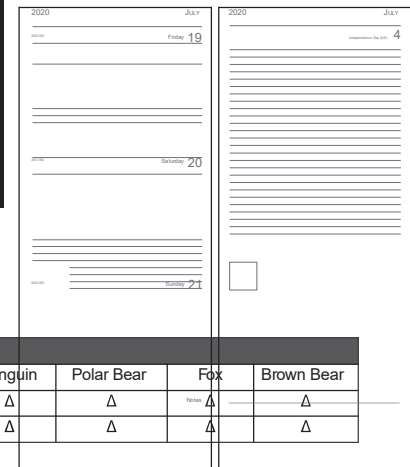 2020 July
Friday 19
Saturday 20
Sunday 21
2020 July
Independence Day (US) 4
nguin Polar Bear Fox Brown Bear
Δ Δ Notes Δ Δ
Δ Δ Δ Δ